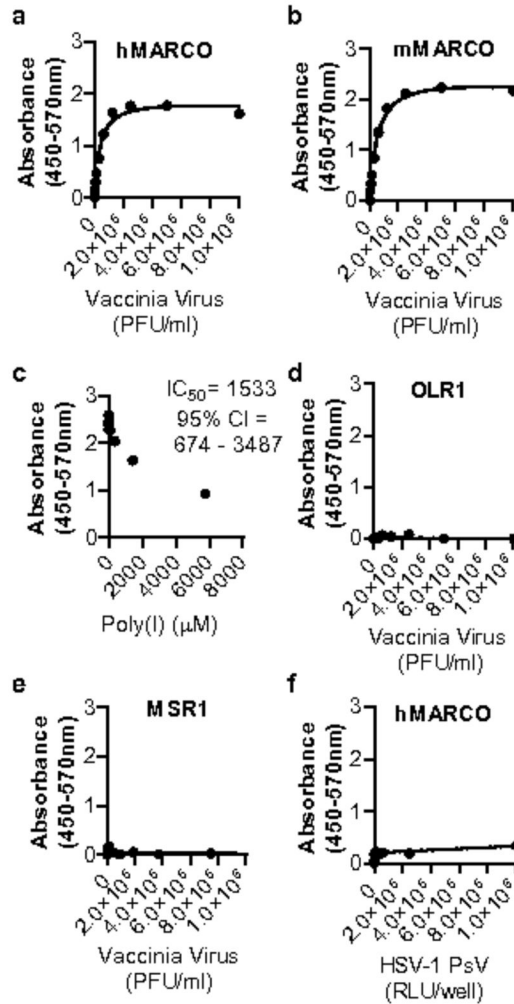 a
hMARCO
Absorbance
(450-570nm)
3
2
1
0
0
2.0×10⁶
4.0×10⁶
6.0×10⁶
8.0×10⁶
1.0×10⁶
Vaccinia Virus
(PFU/ml)
b
mMARCO
Absorbance
(450-570nm)
3
2
1
0
0
2.0×10⁶
4.0×10⁶
6.0×10⁶
8.0×10⁶
1.0×10⁶
Vaccinia Virus
(PFU/ml)
c
IC₅₀= 1533
95% CI =
674 - 3487
Absorbance
(450-570nm)
3
2
1
0
0
2000
4000
6000
8000
Poly(I) (µM)
d
OLR1
Absorbance
(450-570nm)
3
2
1
0
0
2.0×10⁶
4.0×10⁶
6.0×10⁶
8.0×10⁶
1.0×10⁶
Vaccinia Virus
(PFU/ml)
e
MSR1
Absorbance
(450-570nm)
3
2
1
0
0
2.0×10⁶
4.0×10⁶
6.0×10⁶
8.0×10⁶
1.0×10⁶
Vaccinia Virus
(PFU/ml)
f
hMARCO
Absorbance
(450-570nm)
3
2
1
0
0
2.0×10⁶
4.0×10⁶
6.0×10⁶
8.0×10⁶
1.0×10⁶
HSV-1 PsV
(RLU/well)